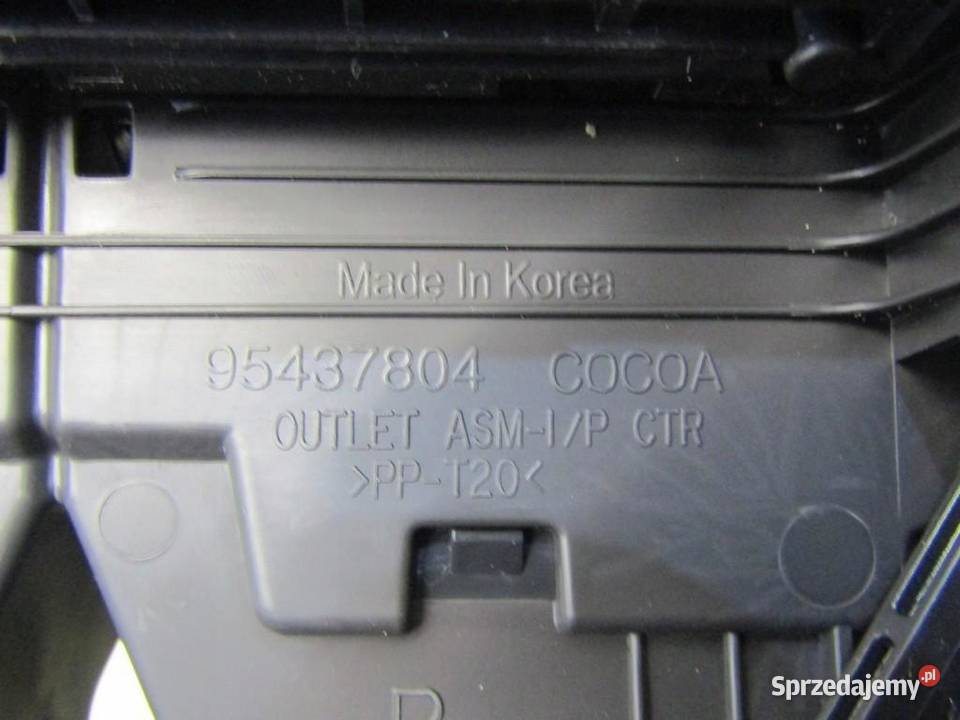 Made In Korea
95437804 COCOA
OUTLET ASM-I/P CTR
>PP-T20<
Sprzedajemy.pl